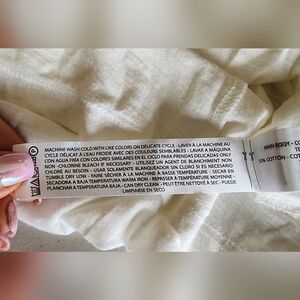 MACHINE WASH COLD WITH LIKE COLORS ON DELICATE CYCLE - LAVER À LA MACHINE AU
CYCLE DÉLICAT À L'EAU FROIDE AVEC DES COULEURS SEMBLABLES - LAVAR A MÁQUINA
CON AGUA FRÍA CON COLORES SIMILARES EN EL CICLO PARA PRENDAS DELICADAS ONLY
NON -CHLORINE BLEACH IF NECESSARY - UTILISEZ UN AGENT DE BLANCHIMENT NON
CHLORÉ AU BESOIN - USAR SOLAMENTE BLANQUEADOR SIN CLORO SI ES NECESARIO
TUMBLE DRY LOW - FAIRE SÉCHER À LA MACHINE À BASSE TEMPÉRATURE - SECAR EN
SECADORA A BAJA TEMPERATURA WARM IRON - REPASSER À TEMPÉRATURE MOYENNE -
PLANCHAR A TEMPERATURA BAJA - CAN DRY CLEAN - PEUT ÊTRE NETTOYÉ À SEC - PUEDE
LIMPIARSE EN SECO
MAIN BODY - CO
5% COTTON - COT